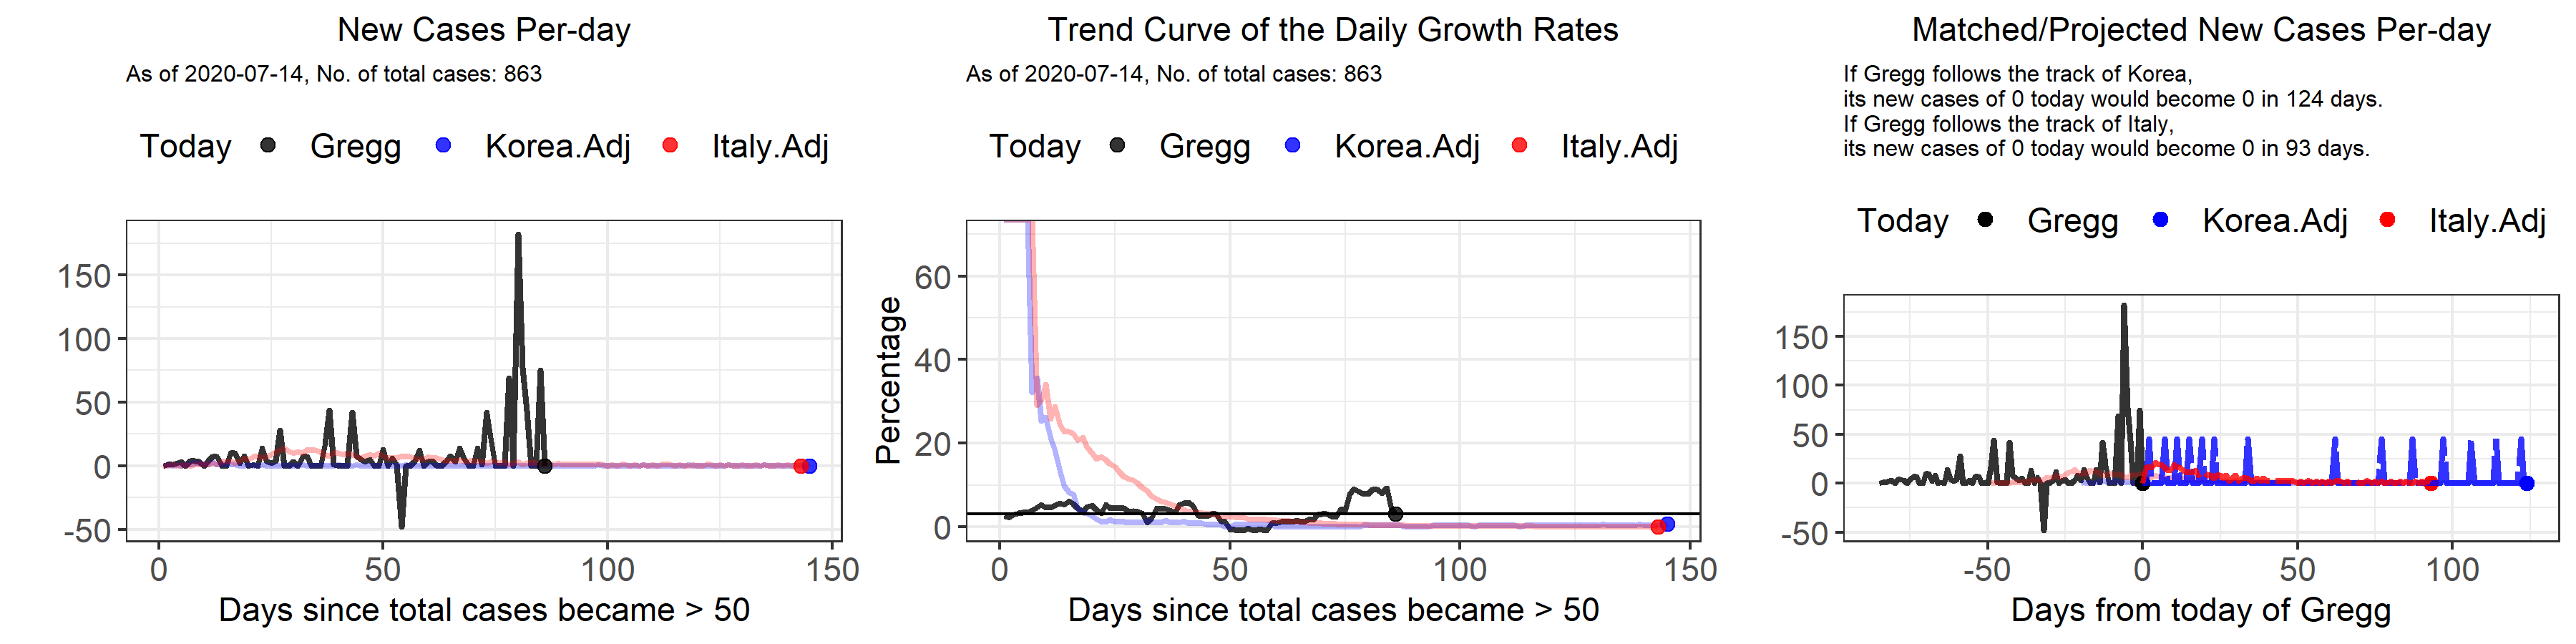 New Cases Per-day
As of 2020-07-14, No. of total cases: 863
Today Gregg Korea.Adj Italy.Adj
150
100
50
0
-50
0 50 100 150
Days since total cases became > 50
Trend Curve of the Daily Growth Rates
As of 2020-07-14, No. of total cases: 863
Today Gregg Korea.Adj Italy.Adj
Percentage
60
40
20
0
0 50 100 150
Days since total cases became > 50
Matched/Projected New Cases Per-day
If Gregg follows the track of Korea,
its new cases of 0 today would become 0 in 124 days.
If Gregg follows the track of Italy,
its new cases of 0 today would become 0 in 93 days.
Today Gregg Korea.Adj Italy.Adj
150
100
50
0
-50
-50 0 50 100
Days from today of Gregg